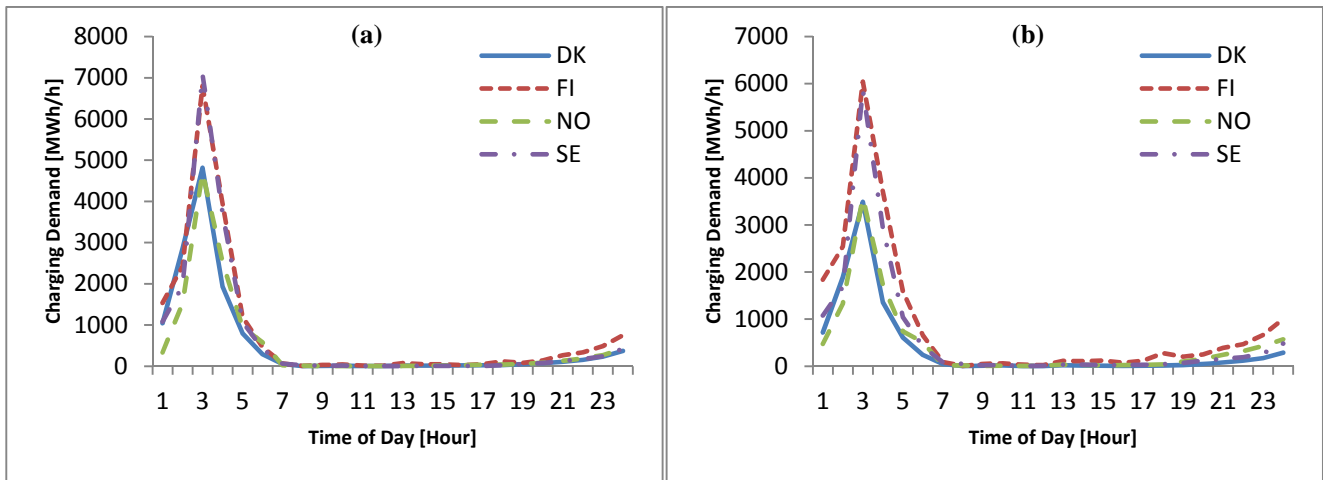 (a)
Charging Demand [MWh/h]
8000
7000
6000
5000
4000
3000
2000
1000
0
1 3 5 7 9 11 13 15 17 19 21 23
Time of Day [Hour]
DK
FI
NO
SE
(b)
Charging Demand [MWh/h]
7000
6000
5000
4000
3000
2000
1000
0
1 3 5 7 9 11 13 15 17 19 21 23
Time of Day [Hour]
DK
FI
NO
SE